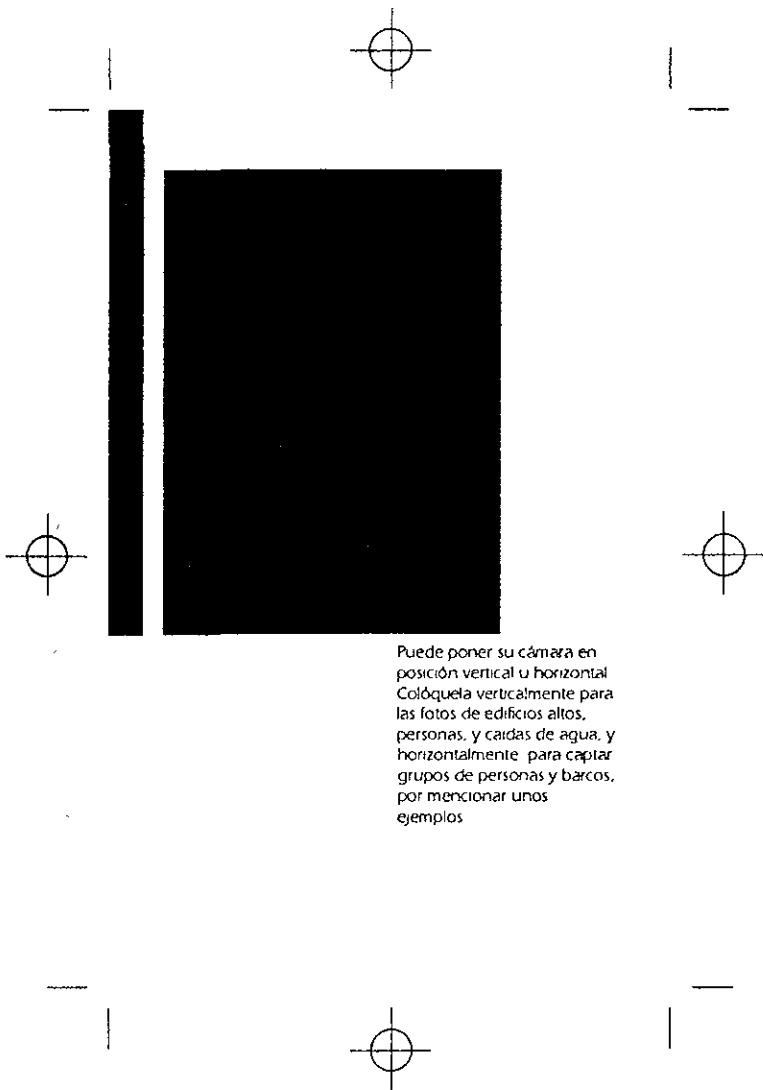 Puede poner su cámara en
posición vertical u horizontal
Colóquela verticalmente para
las fotos de edificios altos,
personas, y caidas de agua, y
horizontalmente para captar
grupos de personas y barcos,
por mencionar unos
ejemplos